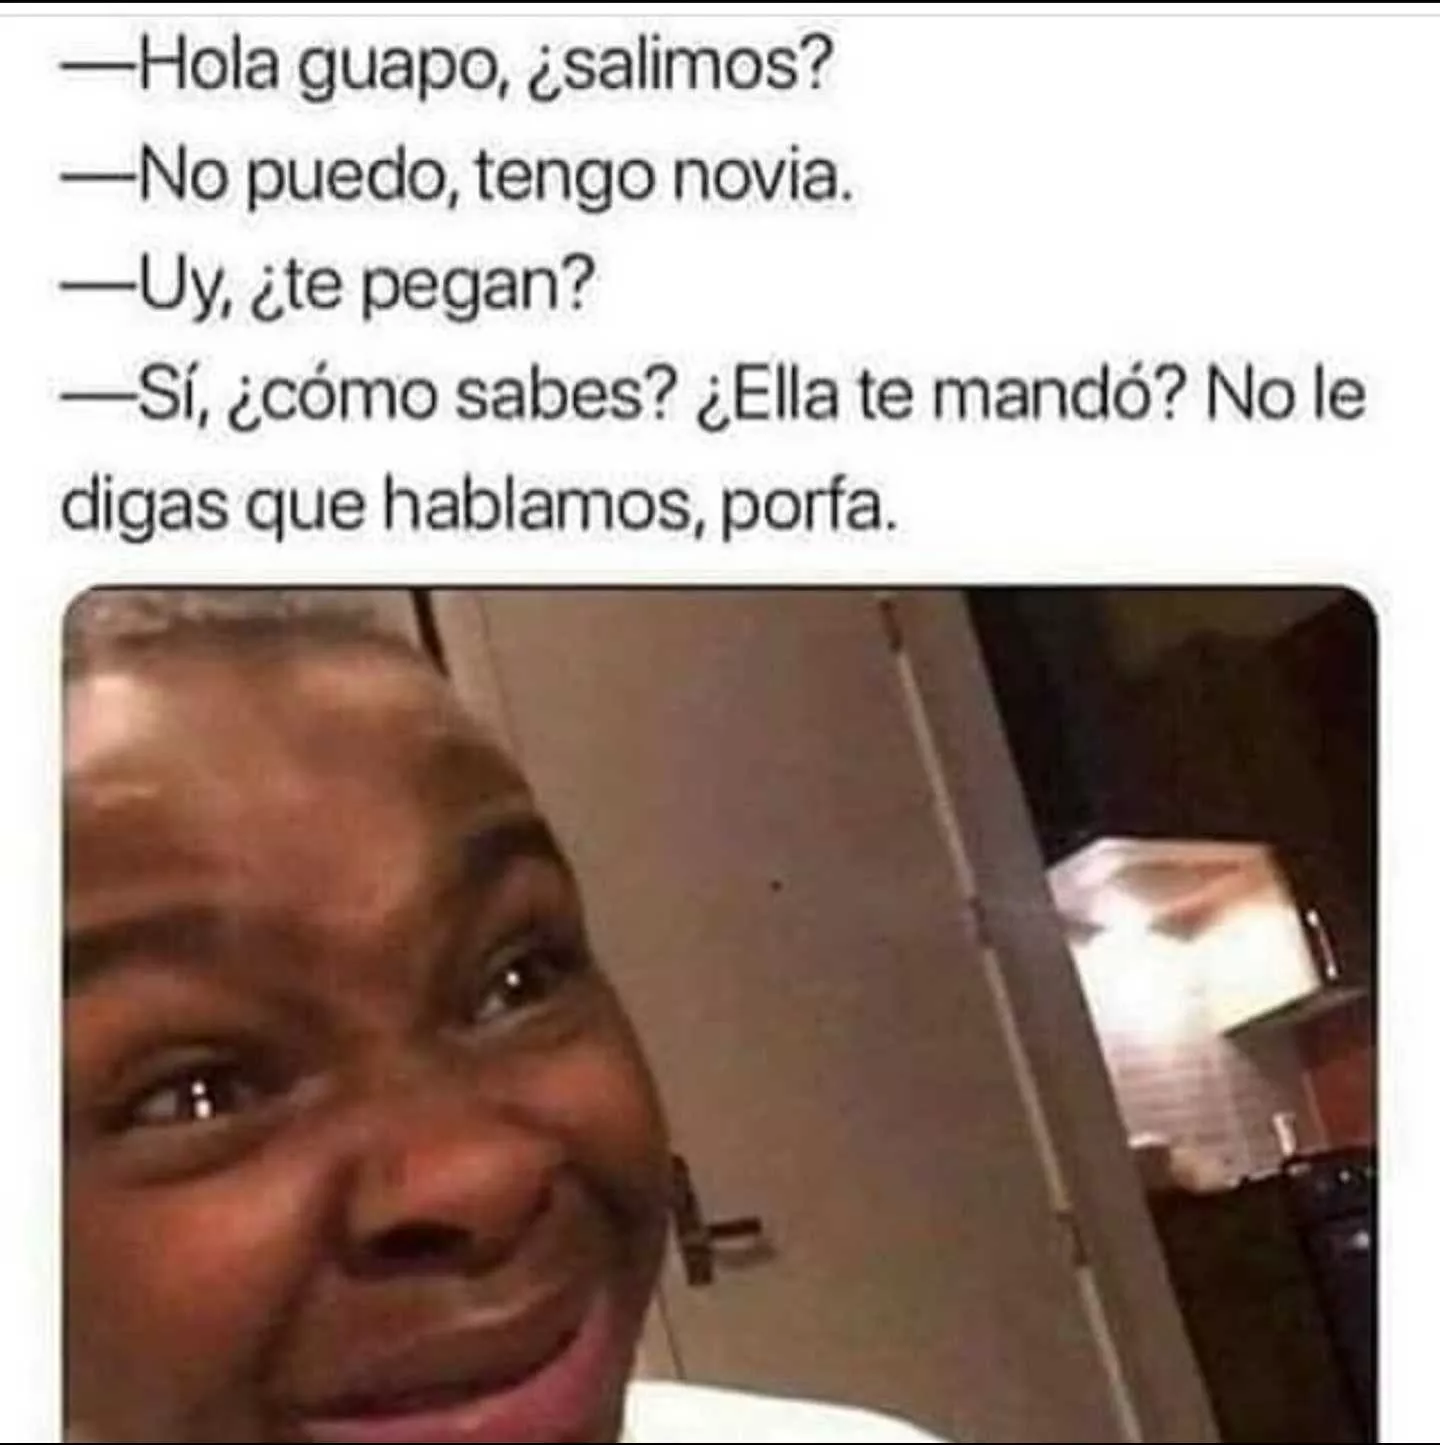 —Hola guapo, ¿salimos?
—No puedo, tengo novia.
—Uy, ¿te pegan?
—Sí, ¿cómo sabes? ¿Ella te mandó? No le
digas que hablamos, porfa.